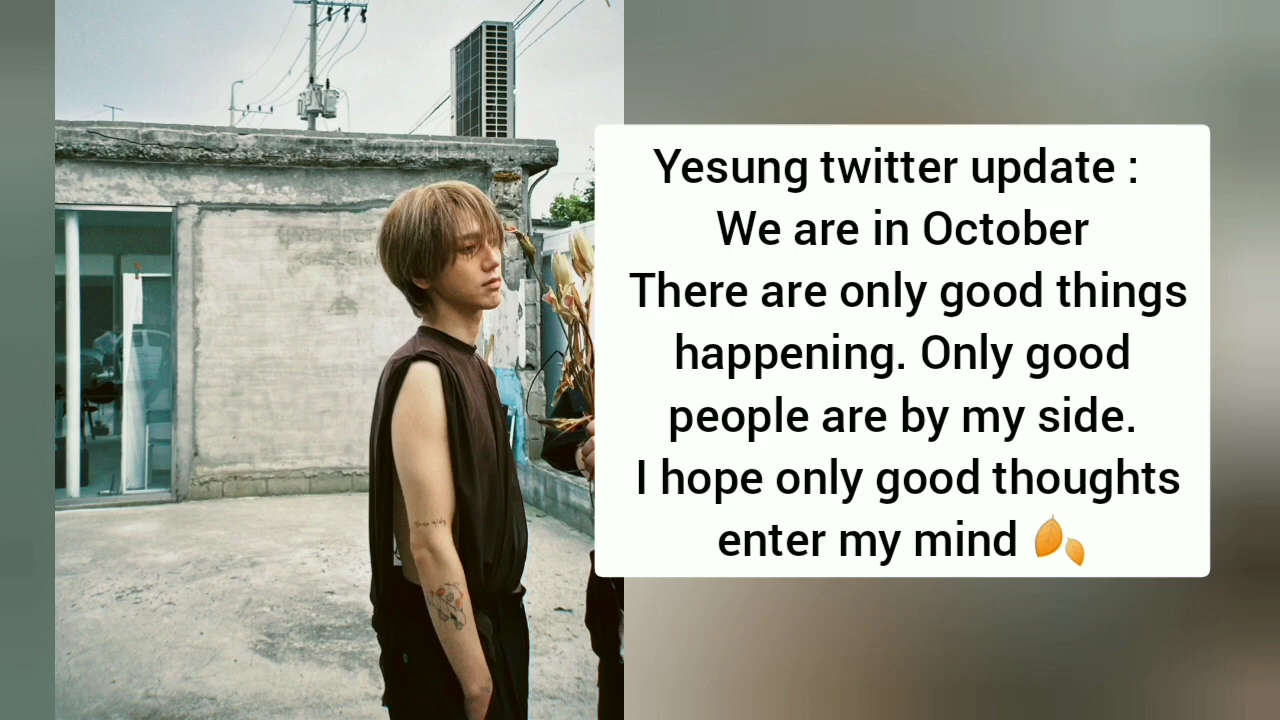 Yesung twitter update :
We are in October
There are only good things
happening. Only good
people are by my side.
I hope only good thoughts
enter my mind 🍂